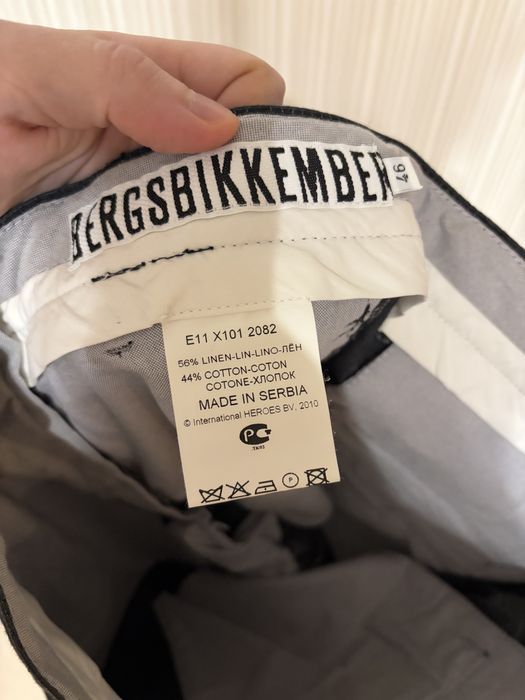 BERGSBIKKEMBER
46
E11 X101 2082
56% LINEN-LIN-LINO-ЛЁН
44% COTTON-COTON
COTONE-ХЛОПОК
MADE IN SERBIA
© International HEROES BV, 2010
P